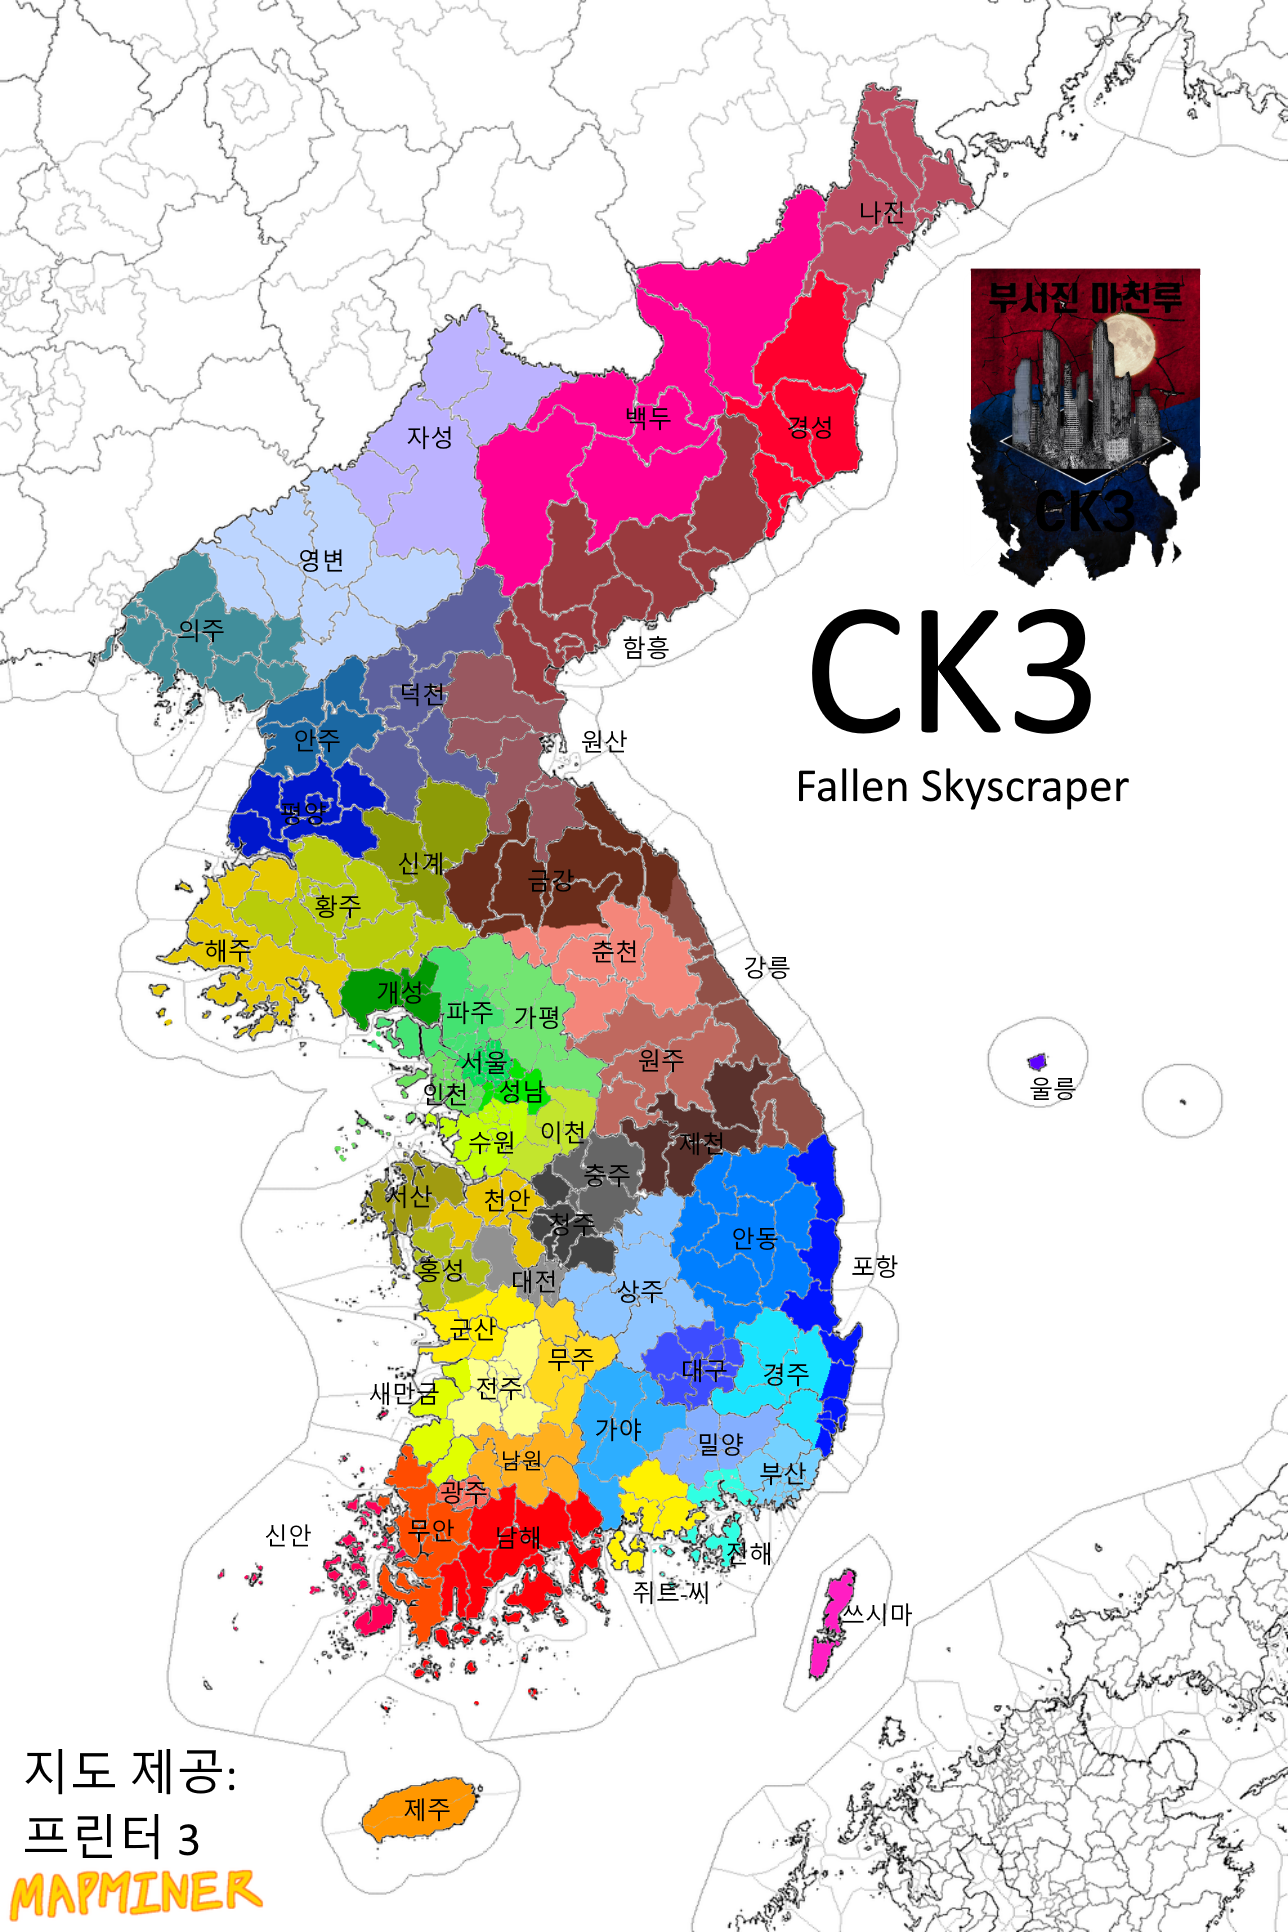 나진
부서진 마천루
백두
경성
자성
CK3
영변
CK3
의주
함흥
덕천
안주
원산
Fallen Skyscraper
평양
신계
금강
황주
해주
춘천
강릉
개성
파주
가평
서울
원주
인천
성남
울릉
수원
이천
제천
충주
서산
천안
청주
안동
홍성
대전
포항
상주
군산
무주
대구
경주
새만금
전주
가야
밀양
남원
부산
광주
신안
무안
남해
진해
쥐트-씨
쓰시마
지도 제공:
제주
프린터 3
MAPMINER